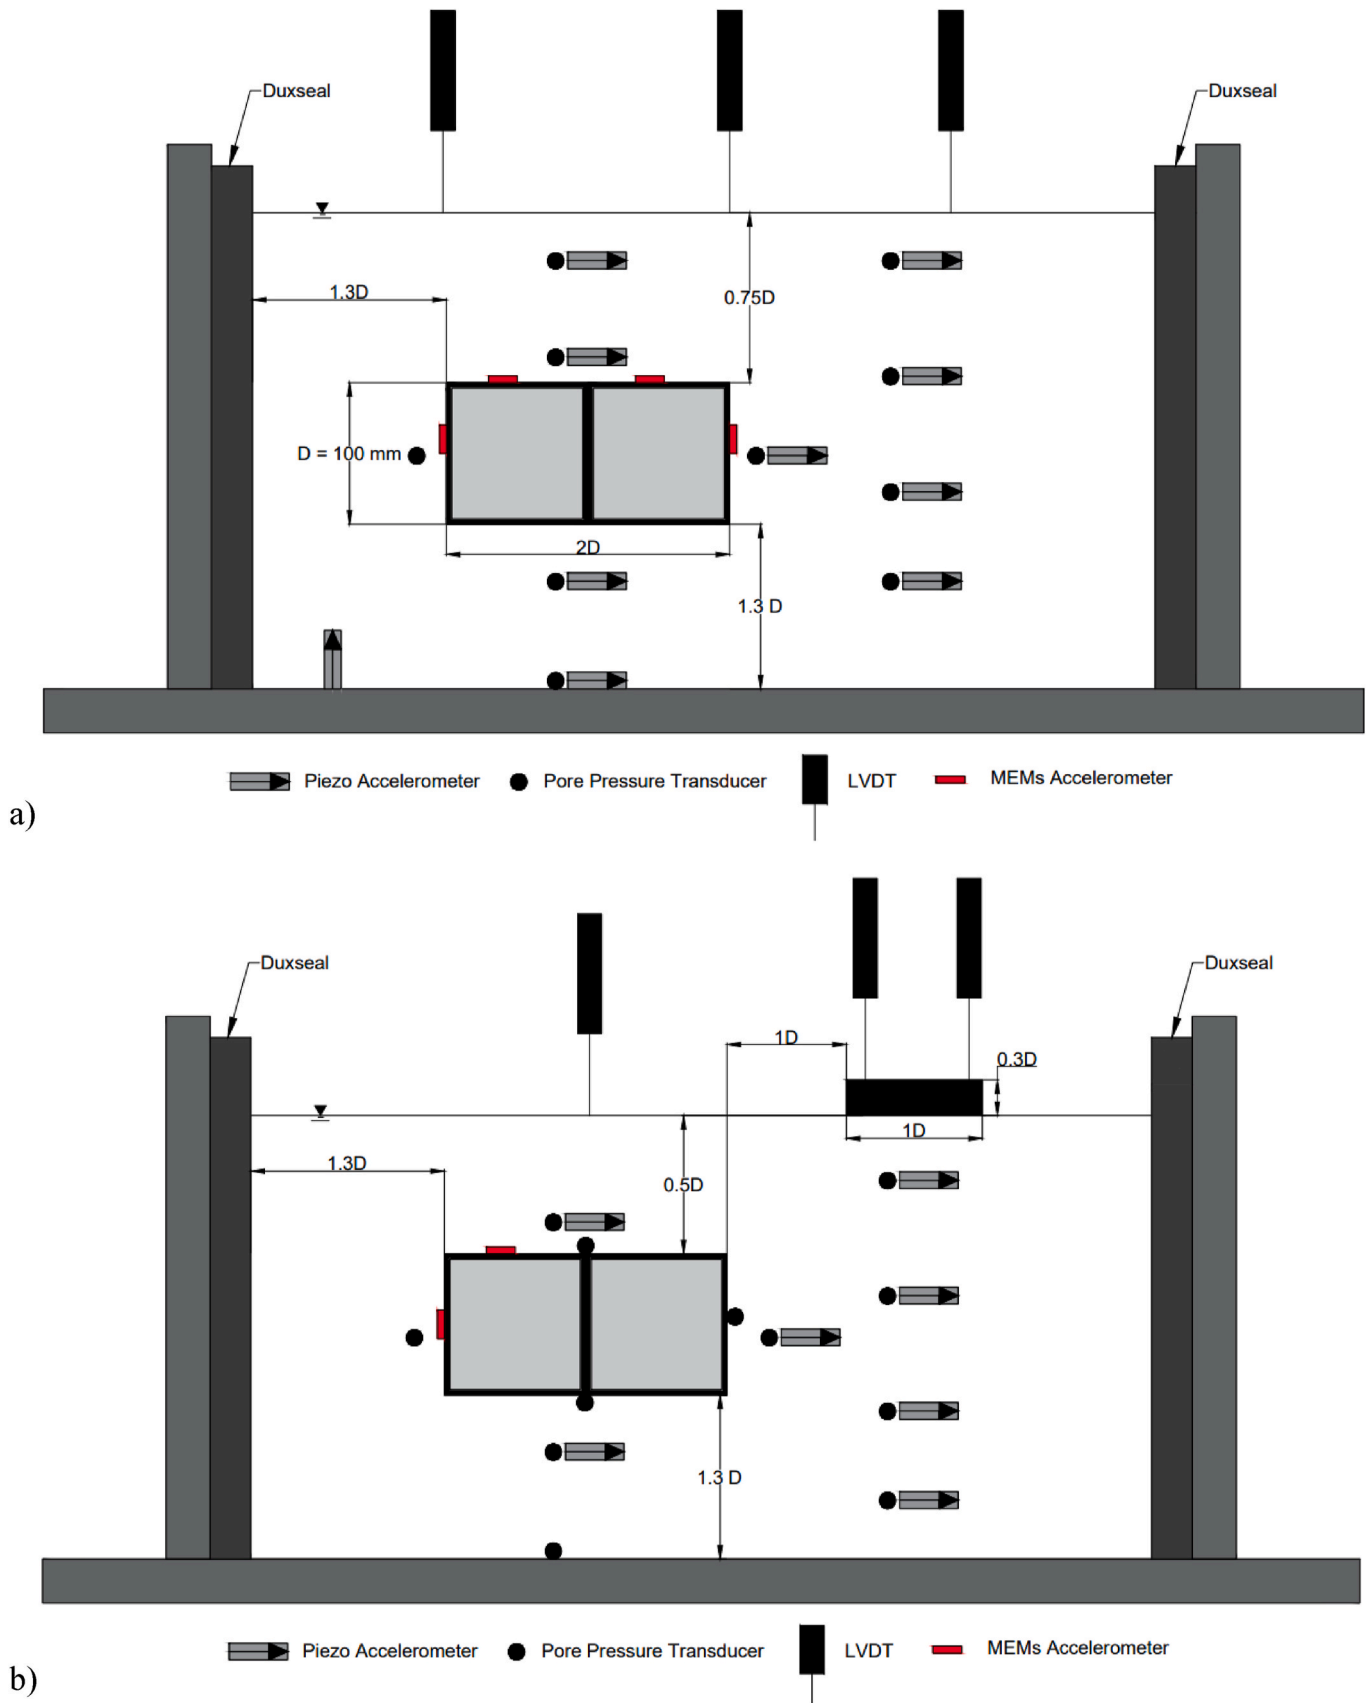 Duxseal
Duxseal
1.3D
0.75D
D = 100 mm
2D
1.3 D
Piezo Accelerometer
Pore Pressure Transducer
LVDT
MEMs Accelerometer
a)
Duxseal
Duxseal
1D
0.3D
1D
1.3D
0.5D
1.3 D
Piezo Accelerometer
Pore Pressure Transducer
LVDT
MEMs Accelerometer
b)